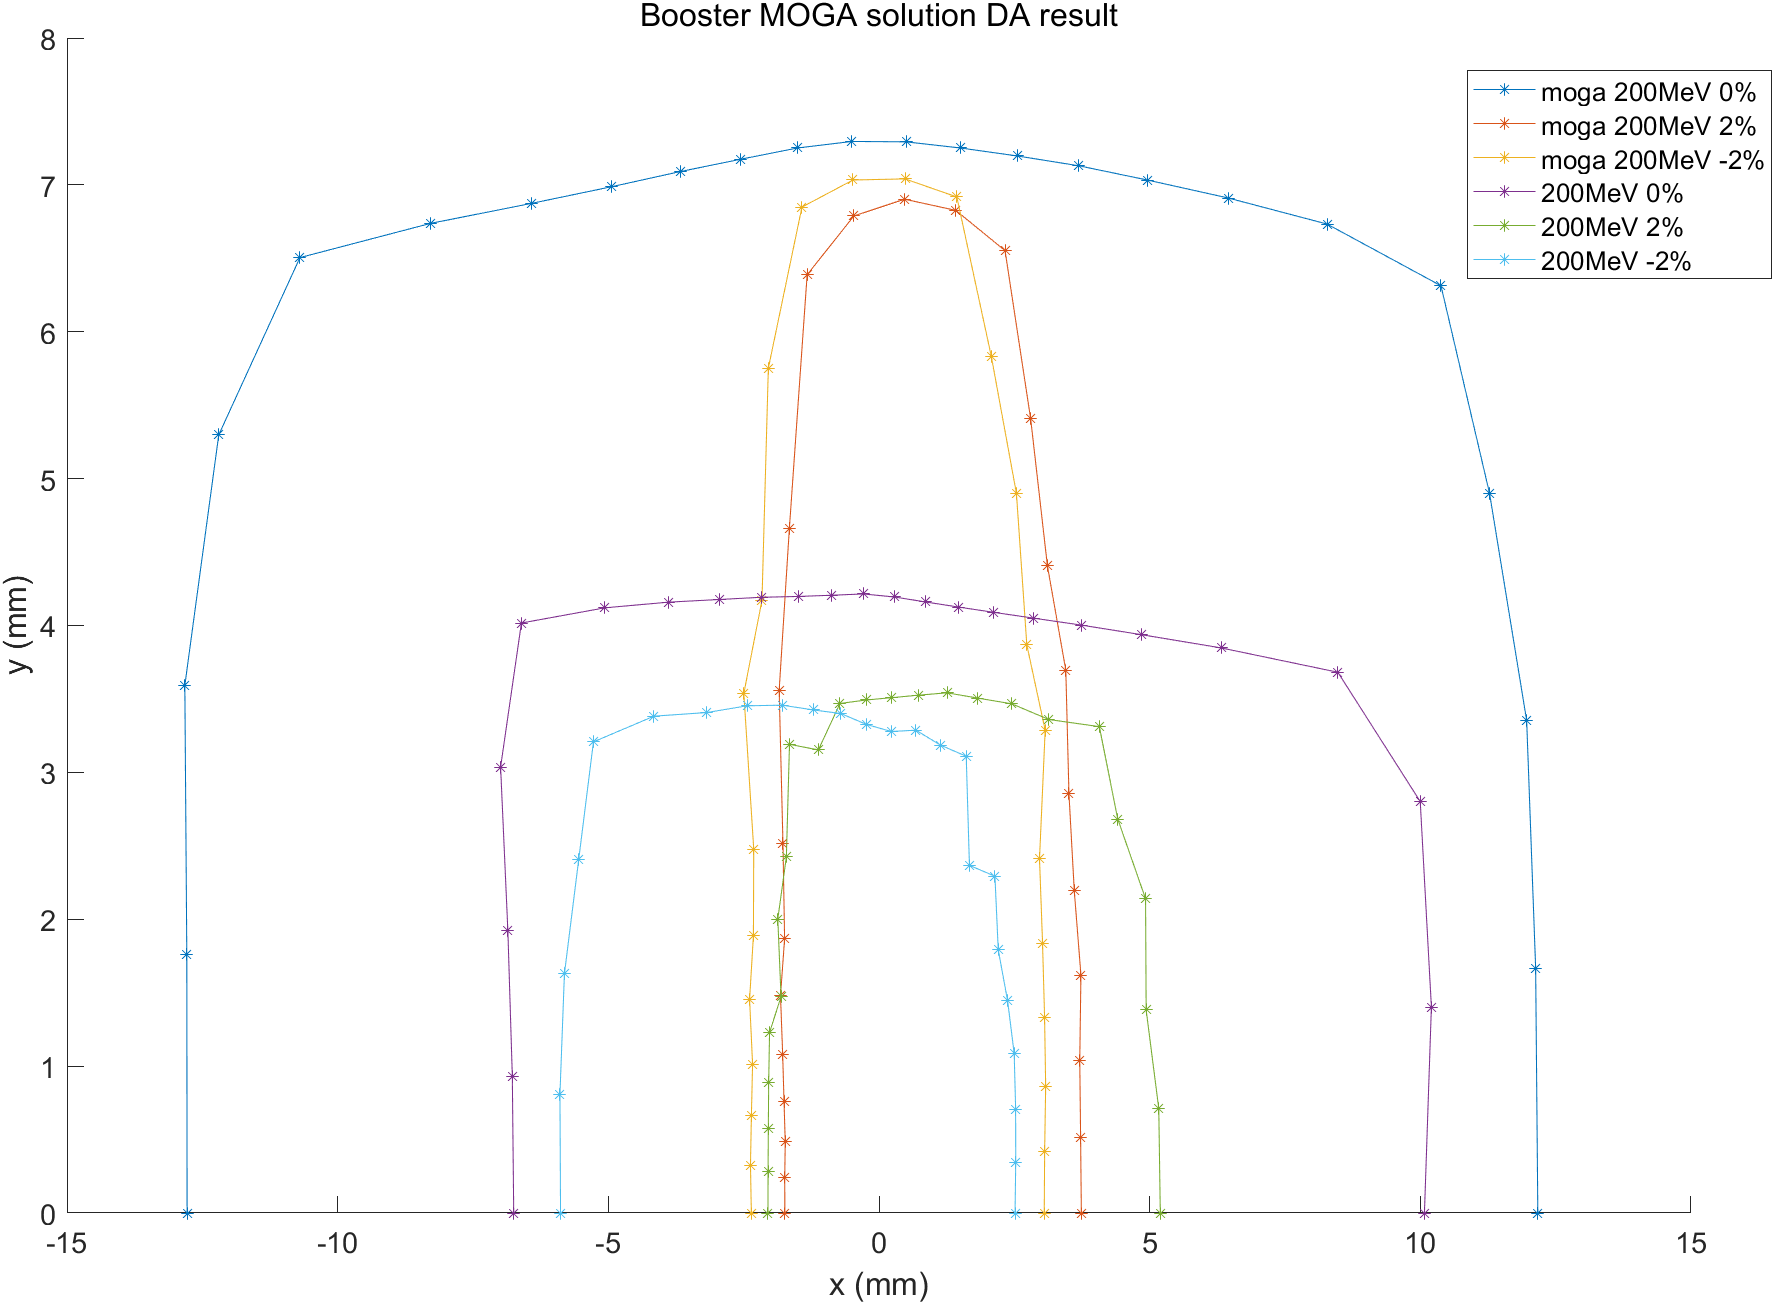 Booster MOGA solution DA result
8
7
6
5
4
3
2
1
0
y (mm)
-15
-10
-5
0
5
10
15
x (mm)
moga 200MeV 0%
moga 200MeV 2%
moga 200MeV -2%
200MeV 0%
200MeV 2%
200MeV -2%